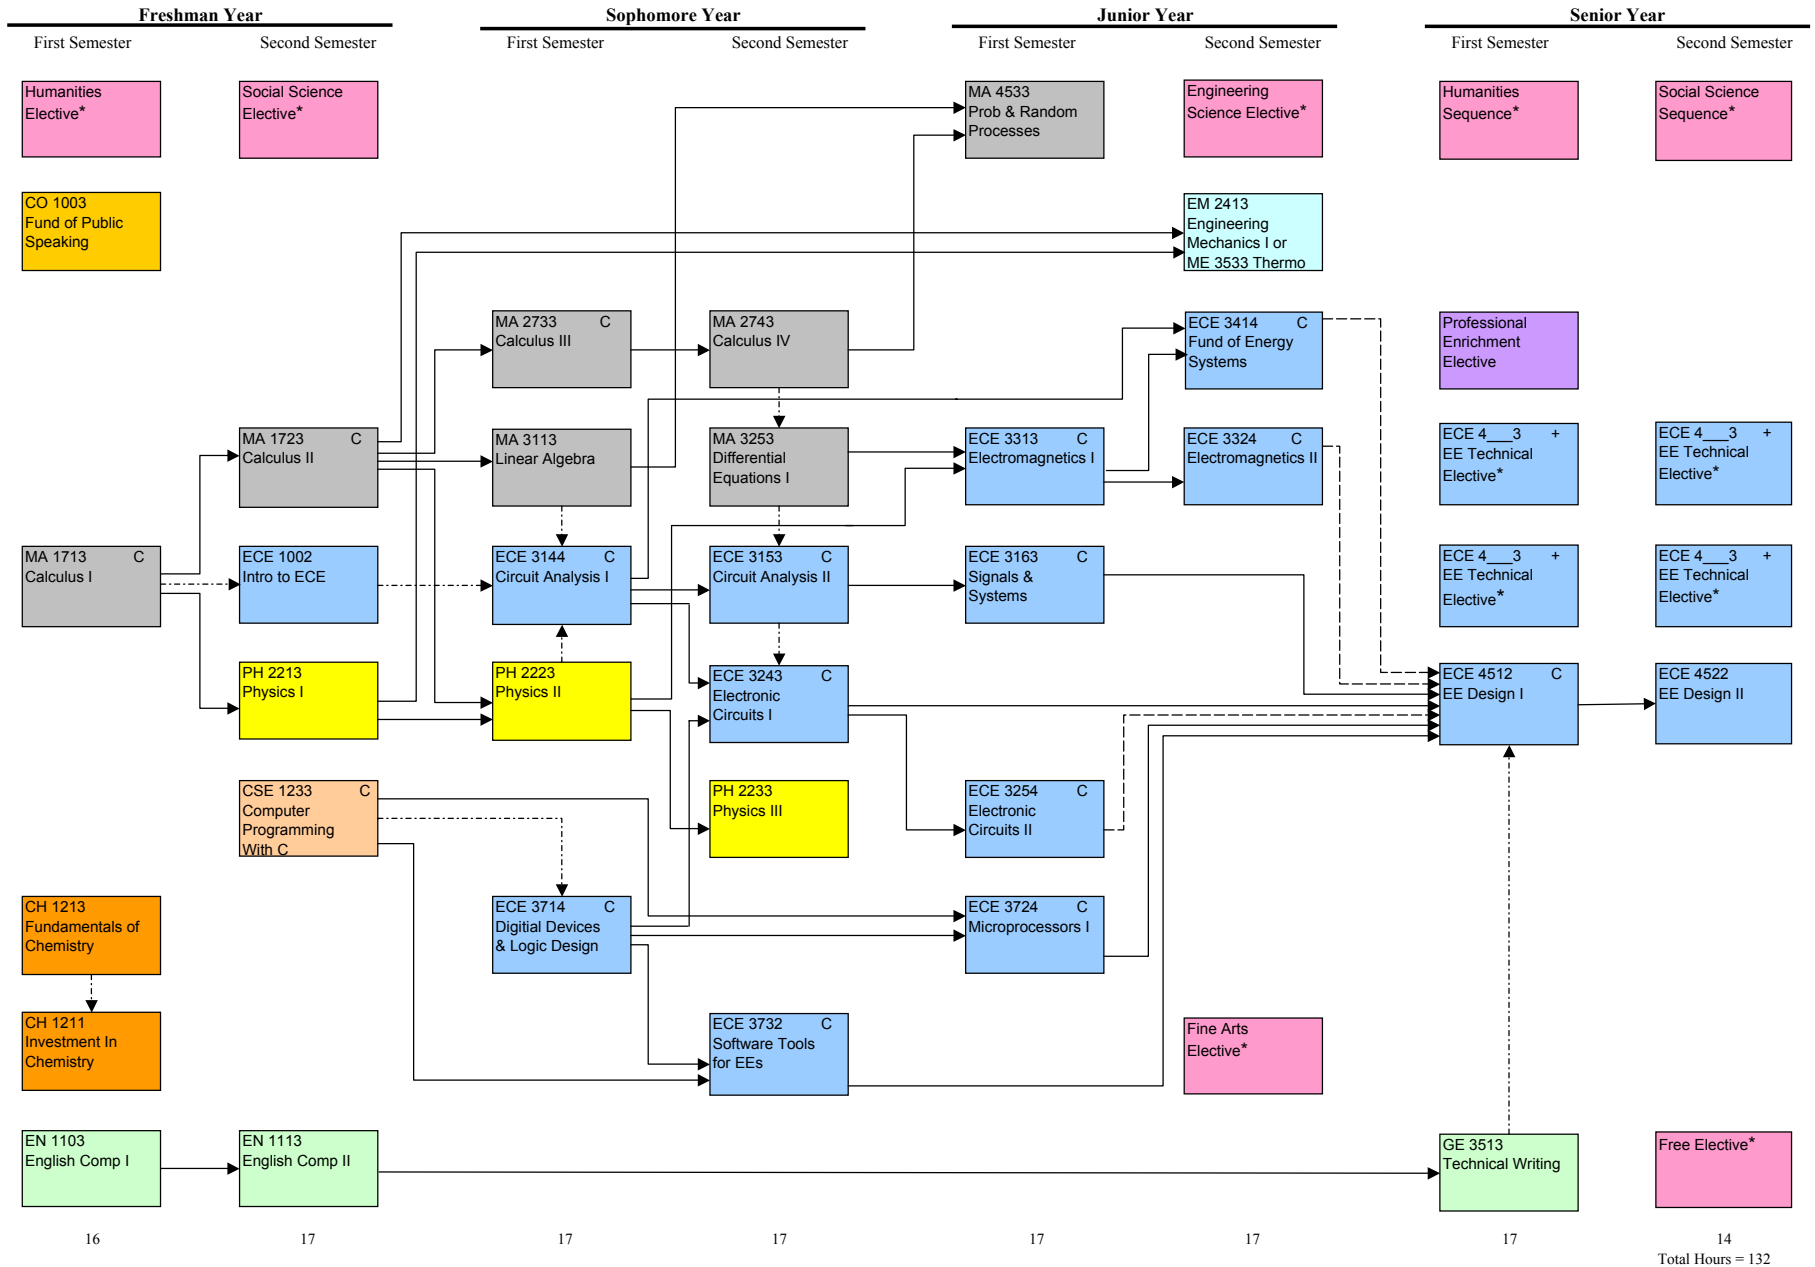 Freshman Year
Sophomore Year
Junior Year
Senior Year
First Semester
Second Semester
First Semester
Second Semester
First Semester
Second Semester
First Semester
Second Semester
Humanities
Elective*
Social Science
Elective*
MA 4533
Prob & Random
Processes
Engineering
Science Elective*
Humanities
Sequence*
Social Science
Sequence*
CO 1003
Fund of Public
Speaking
EM 2413
Engineering
Mechanics I or
ME 3533 Thermo
MA 2733 C
Calculus III
MA 2743
Calculus IV
ECE 3414 C
Fund of Energy
Systems
Professional
Enrichment
Elective
MA 1723 C
Calculus II
MA 3113
Linear Algebra
MA 3253
Differential
Equations I
ECE 3313 C
Electromagnetics I
ECE 3324 C
Electromagnetics II
ECE 4___3 +
EE Technical
Elective*
ECE 4___3 +
EE Technical
Elective*
MA 1713 C
Calculus I
ECE 1002
Intro to ECE
ECE 3144 C
Circuit Analysis I
ECE 3153 C
Circuit Analysis II
ECE 3163 C
Signals &
Systems
ECE 4___3 +
EE Technical
Elective*
ECE 4___3 +
EE Technical
Elective*
PH 2213
Physics I
PH 2223
Physics II
ECE 3243 C
Electronic
Circuits I
ECE 4512 C
EE Design I
ECE 4522
EE Design II
CSE 1233 C
Computer
Programming
With C
PH 2233
Physics III
ECE 3254 C
Electronic
Circuits II
CH 1213
Fundamentals of
Chemistry
ECE 3714 C
Digitial Devices
& Logic Design
ECE 3724 C
Microprocessors I
CH 1211
Investment In
Chemistry
ECE 3732 C
Software Tools
for EEs
Fine Arts
Elective*
EN 1103
English Comp I
EN 1113
English Comp II
GE 3513
Technical Writing
Free Elective*
16
17
17
17
17
17
17
14
Total Hours = 132